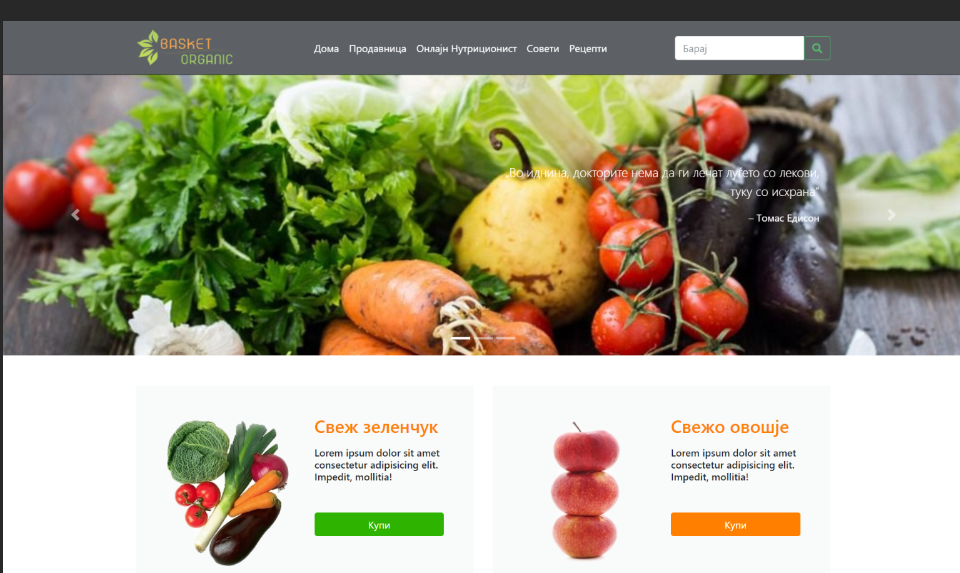 BASKET
ORGANIC
Дома Продавница Онлајн Нутриционист Совети Рецепти
Барај
„Во иднина, докторите нема да ги лечат луѓето со лекови,
туку со исхрана"
– Томас Едисон
Свеж зеленчук
Lorem ipsum dolor sit amet
consectetur adipisicing elit.
Impedit, mollitia!
Купи
Свежо овошје
Lorem ipsum dolor sit amet
consectetur adipisicing elit.
Impedit, mollitia!
Купи